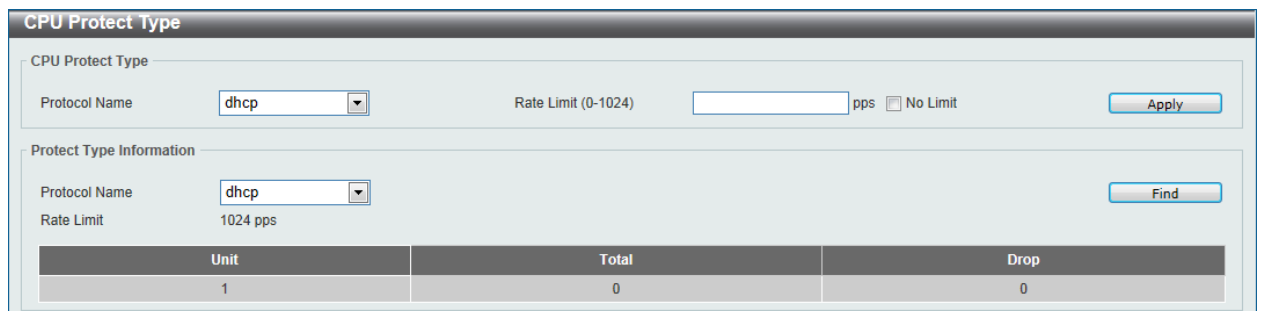 CPU Protect Type
CPU Protect Type
Protocol Name dhcp Rate Limit (0-1024) pps No Limit Apply
Protect Type Information
Protocol Name dhcp Find
Rate Limit 1024 pps
Unit Total Drop
1 0 0